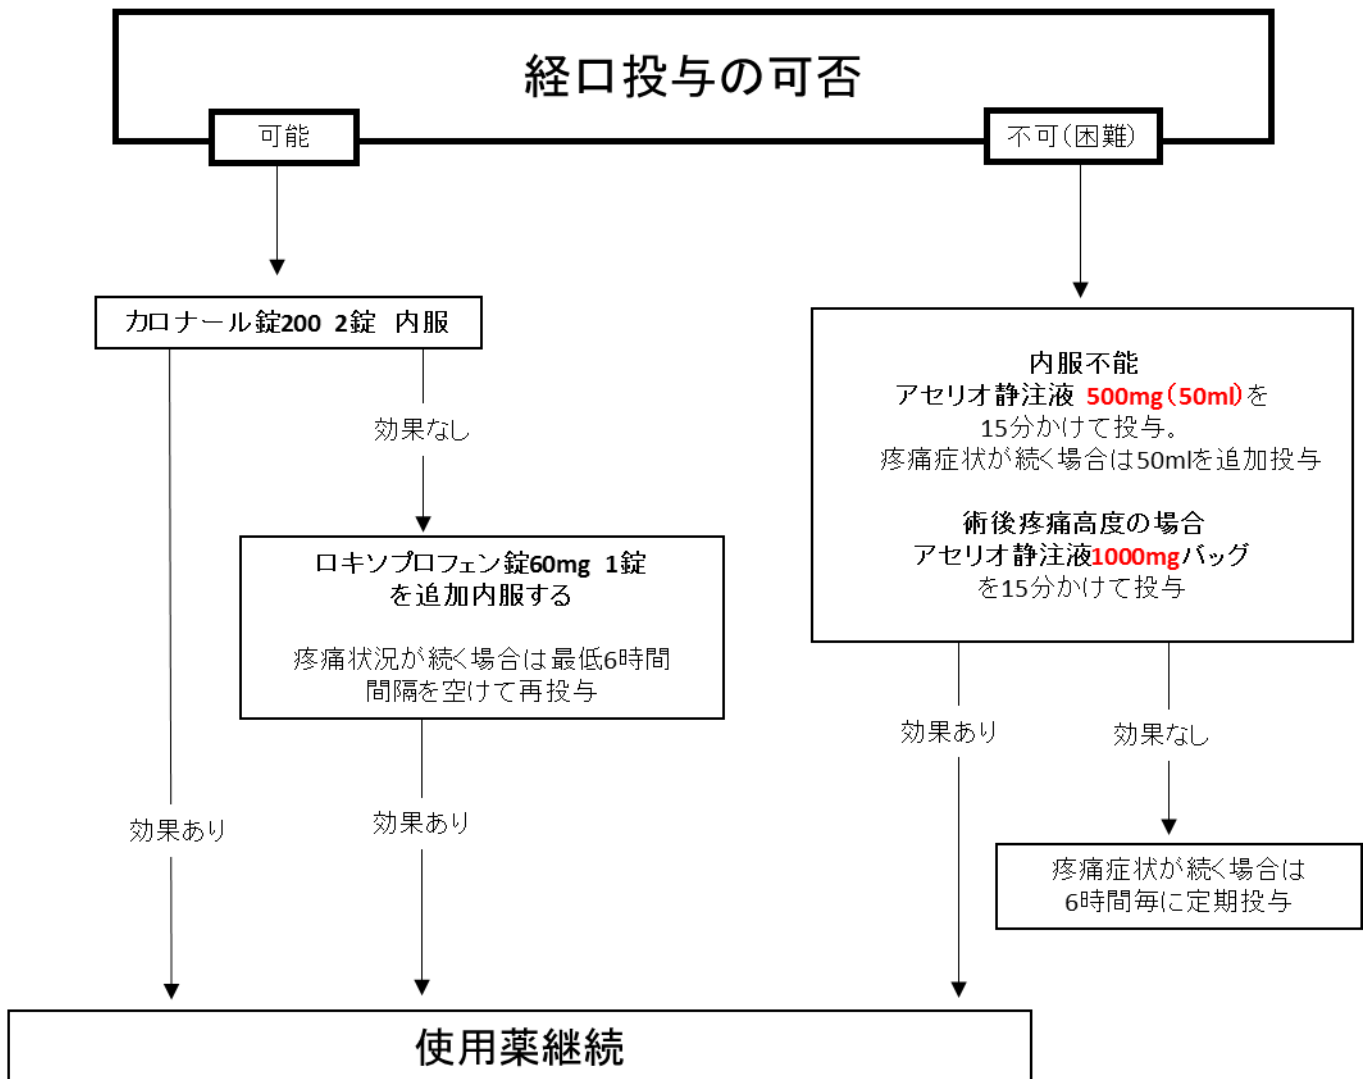 経口投与の可否
可能
不可(困難)
カロナール錠200 2錠 内服
効果なし
ロキソプロフェン錠60mg 1錠
を追加内服する
疼痛状況が続く場合は最低6時間
間隔を空けて再投与
効果あり
効果あり
内服不能
アセリオ静注液 500mg(50ml)を
15分かけて投与。
疼痛症状が続く場合は50mlを追加投与
術後疼痛高度の場合
アセリオ静注液1000mgバッグ
を15分かけて投与
効果あり
効果なし
疼痛症状が続く場合は
6時間毎に定期投与
使用薬継続